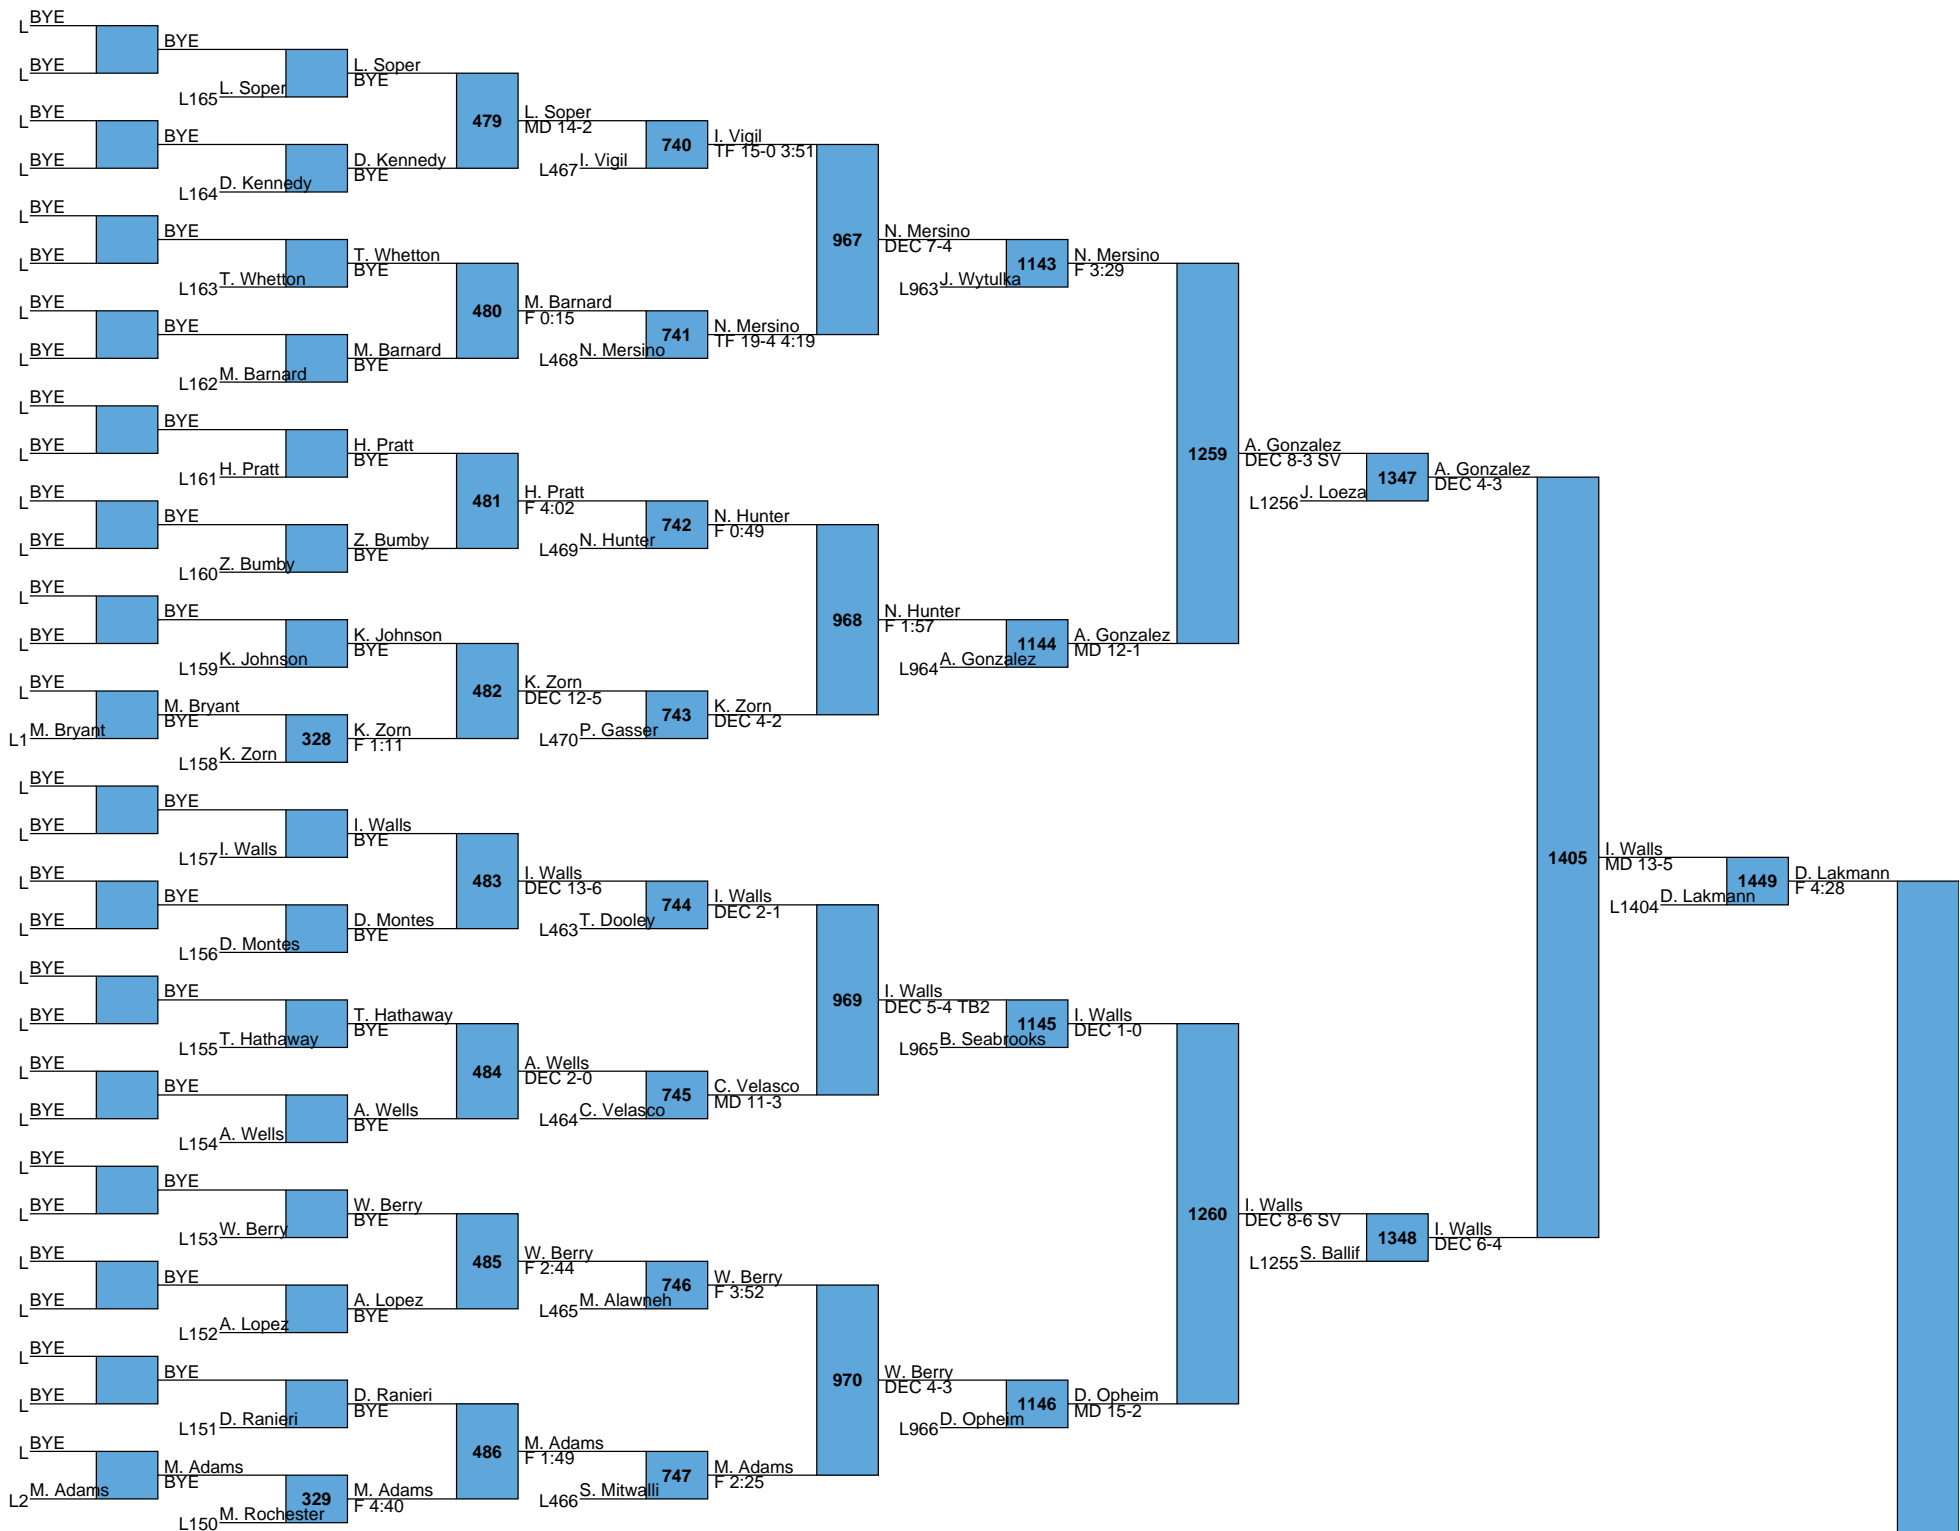 BYE
L
BYE
BYE
L
L. Soper
BYE
L165
L. Soper
BYE
L
BYE
479
L. Soper
MD 14-2
BYE
L
D. Kennedy
BYE
L164
D. Kennedy
740
I. Vigil
TF 15-0 3:51
L467
I. Vigil
BYE
L
BYE
BYE
L
T. Whetton
BYE
L163
T. Whetton
967
N. Mersino
DEC 7-4
BYE
L
BYE
480
M. Barnard
F 0:15
BYE
L
M. Barnard
BYE
L162
M. Barnard
741
N. Mersino
TF 19-4 4:19
L468
N. Mersino
1143
N. Mersino
F 3:29
L963
J. Wytulka
BYE
L
BYE
BYE
L
H. Pratt
BYE
L161
H. Pratt
1259
A. Gonzalez
DEC 8-3 SV
BYE
L
BYE
481
H. Pratt
F 4:02
BYE
L
Z. Bumby
BYE
L160
Z. Bumby
742
N. Hunter
F 0:49
L469
N. Hunter
1347
A. Gonzalez
DEC 4-3
L1256
J. Loeza
BYE
L
BYE
BYE
L
K. Johnson
BYE
L159
K. Johnson
968
N. Hunter
F 1:57
1144
A. Gonzalez
MD 12-1
L964
A. Gonzalez
BYE
L
M. Bryant
BYE
L1
M. Bryant
482
K. Zorn
DEC 12-5
328
K. Zorn
F 1:11
L158
K. Zorn
743
K. Zorn
DEC 4-2
L470
P. Gasser
BYE
L
BYE
BYE
L
I. Walls
BYE
L157
I. Walls
1405
I. Walls
MD 13-5
BYE
L
BYE
483
I. Walls
DEC 13-6
BYE
L
D. Montes
BYE
L156
D. Montes
744
I. Walls
DEC 2-1
L463
T. Dooley
1449
D. Lakmann
F 4:28
L1404
D. Lakmann
BYE
L
BYE
BYE
L
T. Hathaway
BYE
L155
T. Hathaway
969
I. Walls
DEC 5-4 TB2
1145
I. Walls
DEC 1-0
L965
B. Seabrooks
BYE
L
BYE
484
A. Wells
DEC 2-0
BYE
L
A. Wells
BYE
L154
A. Wells
745
C. Velasco
MD 11-3
L464
C. Velasco
BYE
L
BYE
BYE
L
W. Berry
BYE
L153
W. Berry
1260
I. Walls
DEC 8-6 SV
BYE
L
BYE
485
W. Berry
F 2:44
BYE
L
A. Lopez
BYE
L152
A. Lopez
746
W. Berry
F 3:52
L465
M. Alawneh
1348
I. Walls
DEC 6-4
L1255
S. Ballif
BYE
L
BYE
BYE
L
D. Ranieri
BYE
L151
D. Ranieri
970
W. Berry
DEC 4-3
1146
D. Opheim
MD 15-2
L966
D. Opheim
BYE
L
M. Adams
BYE
L2
M. Adams
486
M. Adams
F 1:49
329
M. Adams
F 4:40
L150
M. Rochester
747
M. Adams
F 2:25
L466
S. Mitwalli